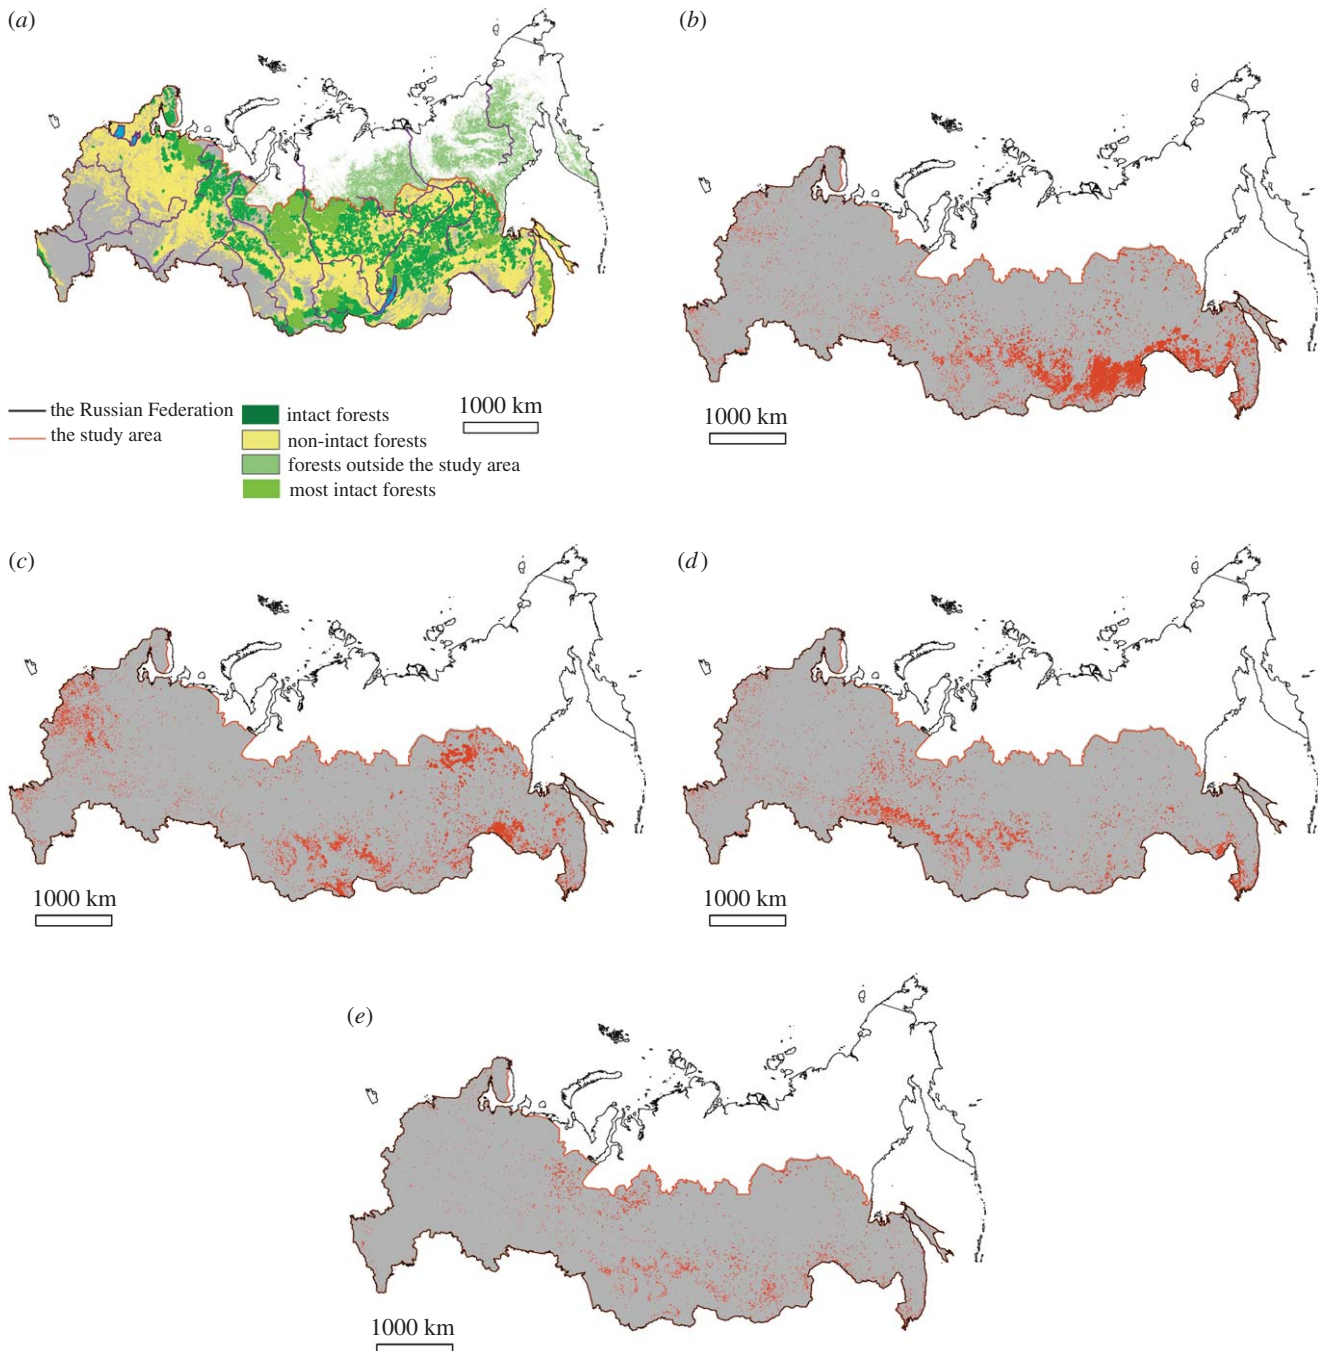 (a)
(b)
the Russian Federation
the study area
intact forests
non-intact forests
forests outside the study area
most intact forests
1000 km
1000 km
(c)
(d)
1000 km
1000 km
(e)
1000 km